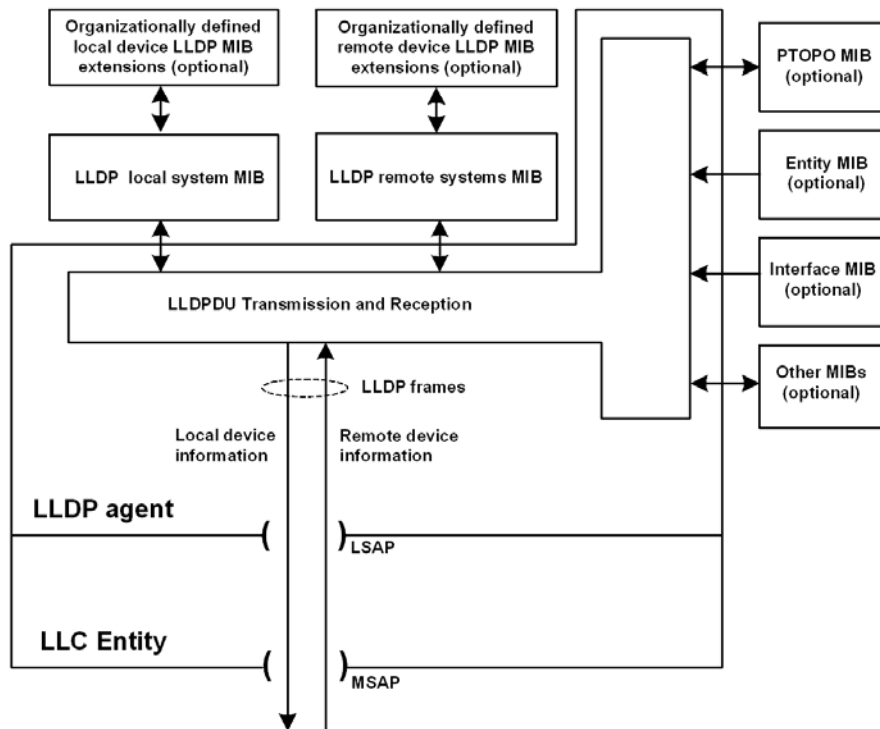 Organizationally defined
local device LLDP MIB
extensions (optional)
Organizationally defined
remote device LLDP MIB
extensions (optional)
PTOPO MIB
(optional)
LLDP local system MIB
LLDP remote systems MIB
Entity MIB
(optional)
Interface MIB
(optional)
LLDPDU Transmission and Reception
Other MIBs
(optional)
LLDP frames
Local device
information
Remote device
information
LLDP agent
LSAP
LLC Entity
MSAP